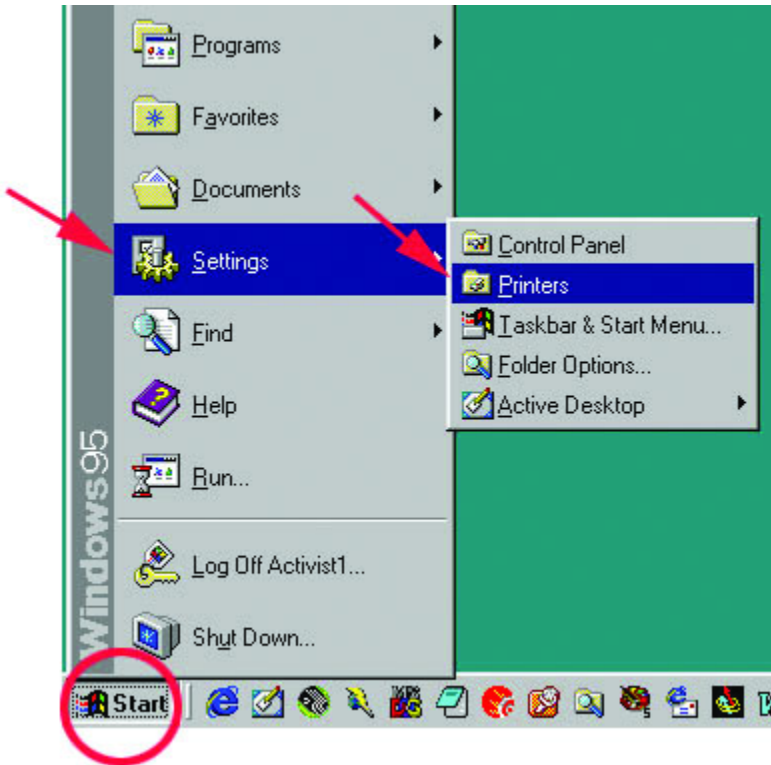 Programs
Favorites
Documents
Settings
Find
Help
Run...
Log Off Activist1...
Shut Down...
Control Panel
Printers
Taskbar & Start Menu...
Folder Options...
Active Desktop
Windows95
Start